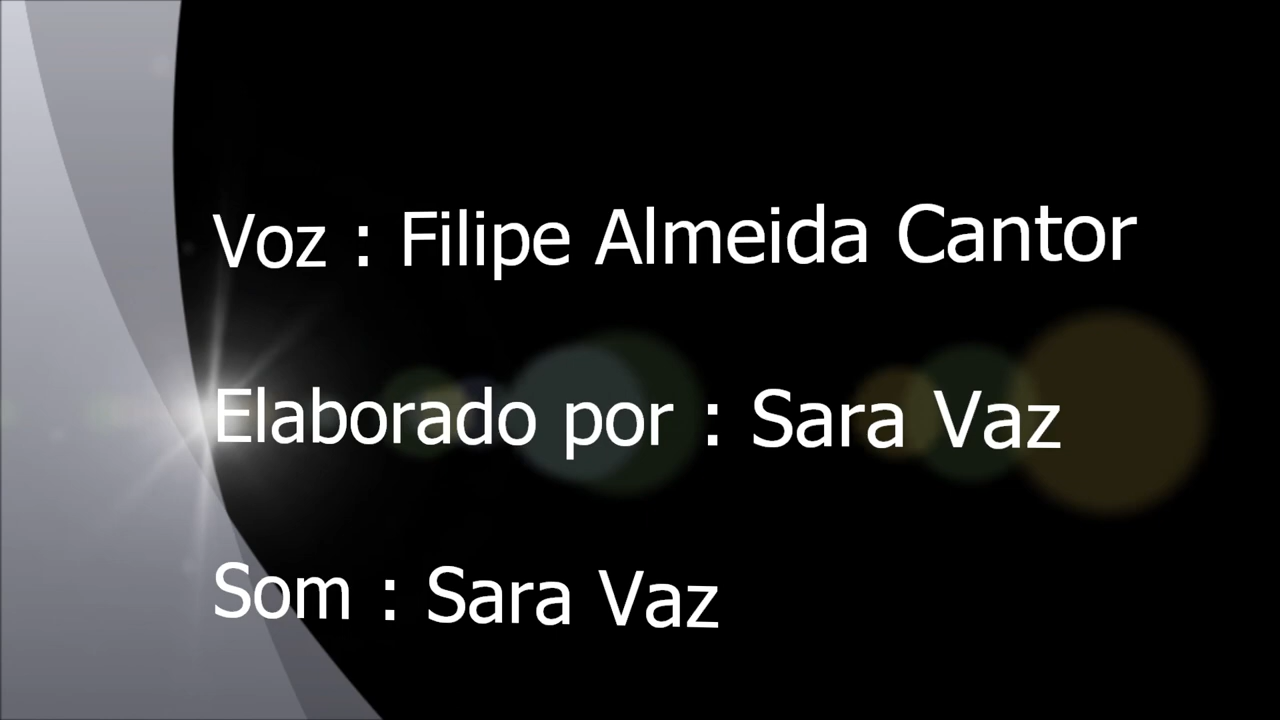 Voz : Filipe Almeida Cantor
Elaborado por : Sara Vaz
Som : Sara Vaz